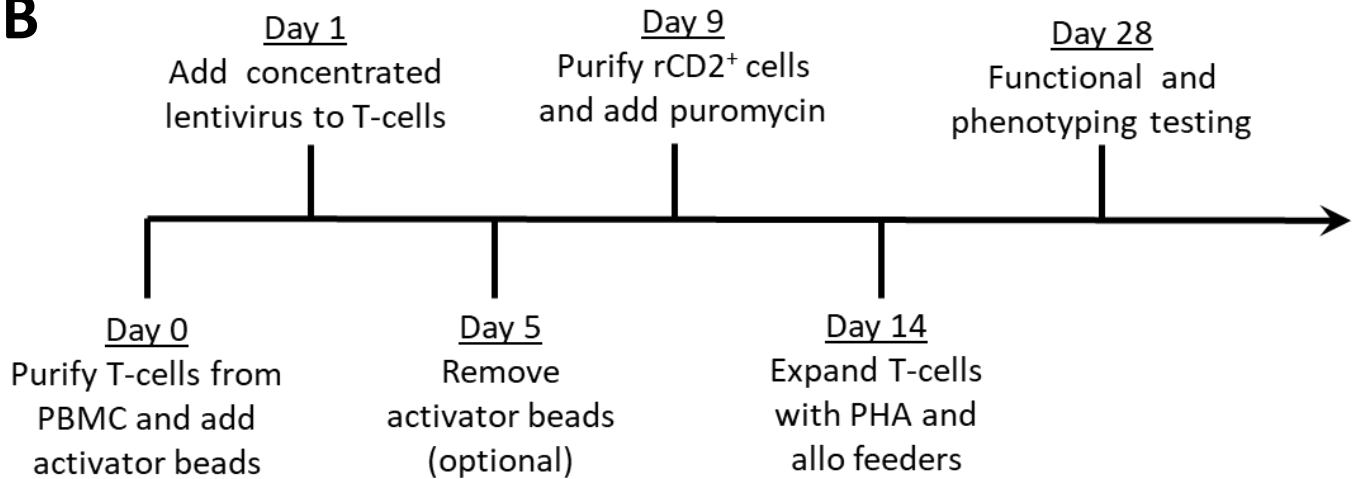 B
Day 1
Add concentrated
lentivirus to T-cells
Day 9
Purify rCD2⁺ cells
and add puromycin
Day 28
Functional and
phenotyping testing
Day 0
Purify T-cells from
PBMC and add
activator beads
Day 5
Remove
activator beads
(optional)
Day 14
Expand T-cells
with PHA and
allo feeders